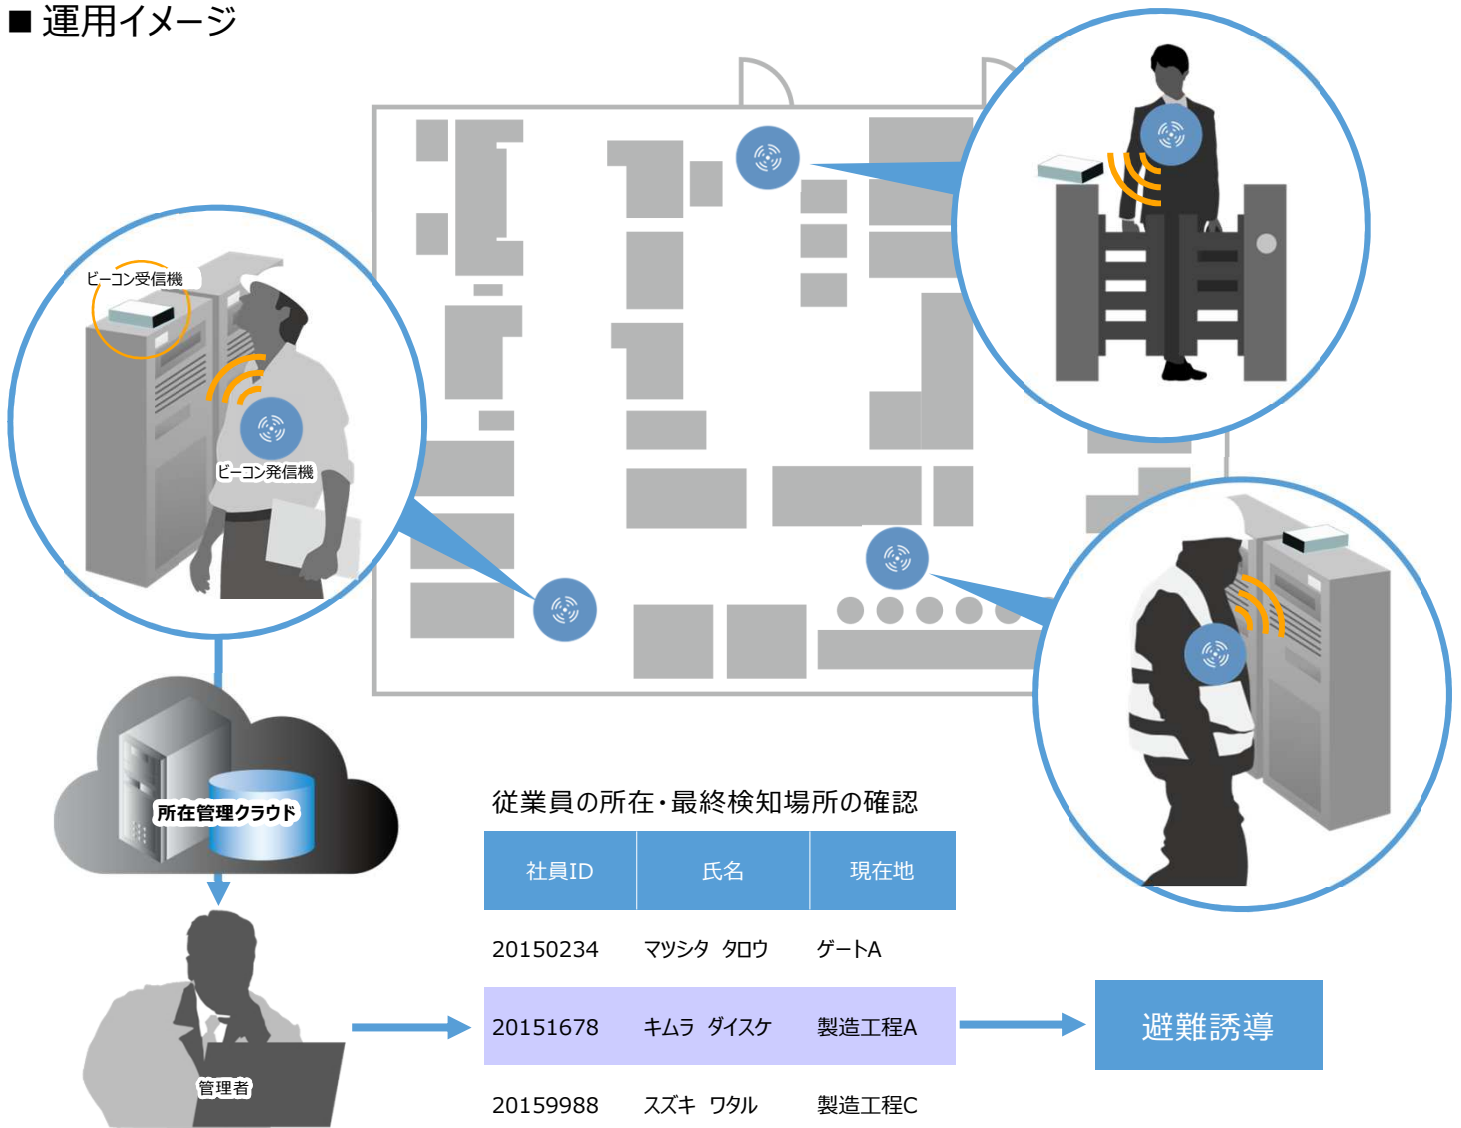 ■ 運用イメージ
ビーコン受信機
ビーコン発信機
所在管理クラウド
管理者
従業員の所在・最終検知場所の確認
社員ID 氏名 現在地
20150234 マツシタ タロウ ゲートA
20151678 キムラ ダイスケ 製造工程A
20159988 スズキ ワタル 製造工程C
避難誘導